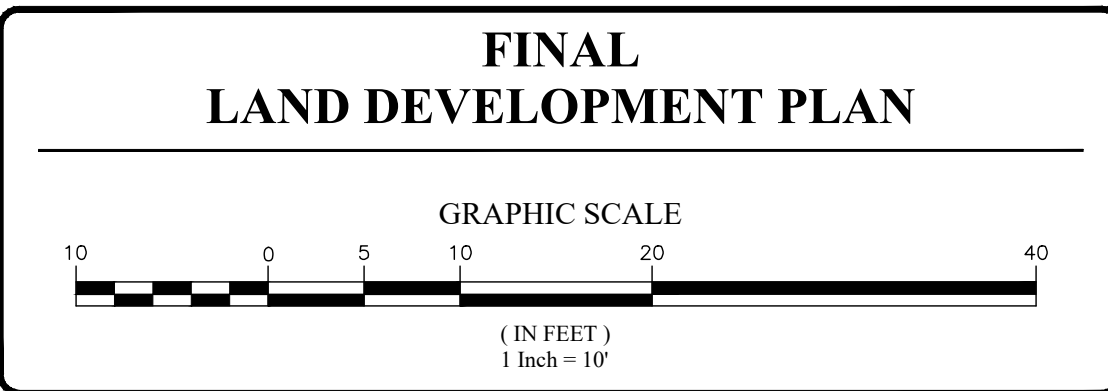 FINAL
LAND DEVELOPMENT PLAN
GRAPHIC SCALE
10 0 5 10 20 40
( IN FEET )
1 Inch = 10'